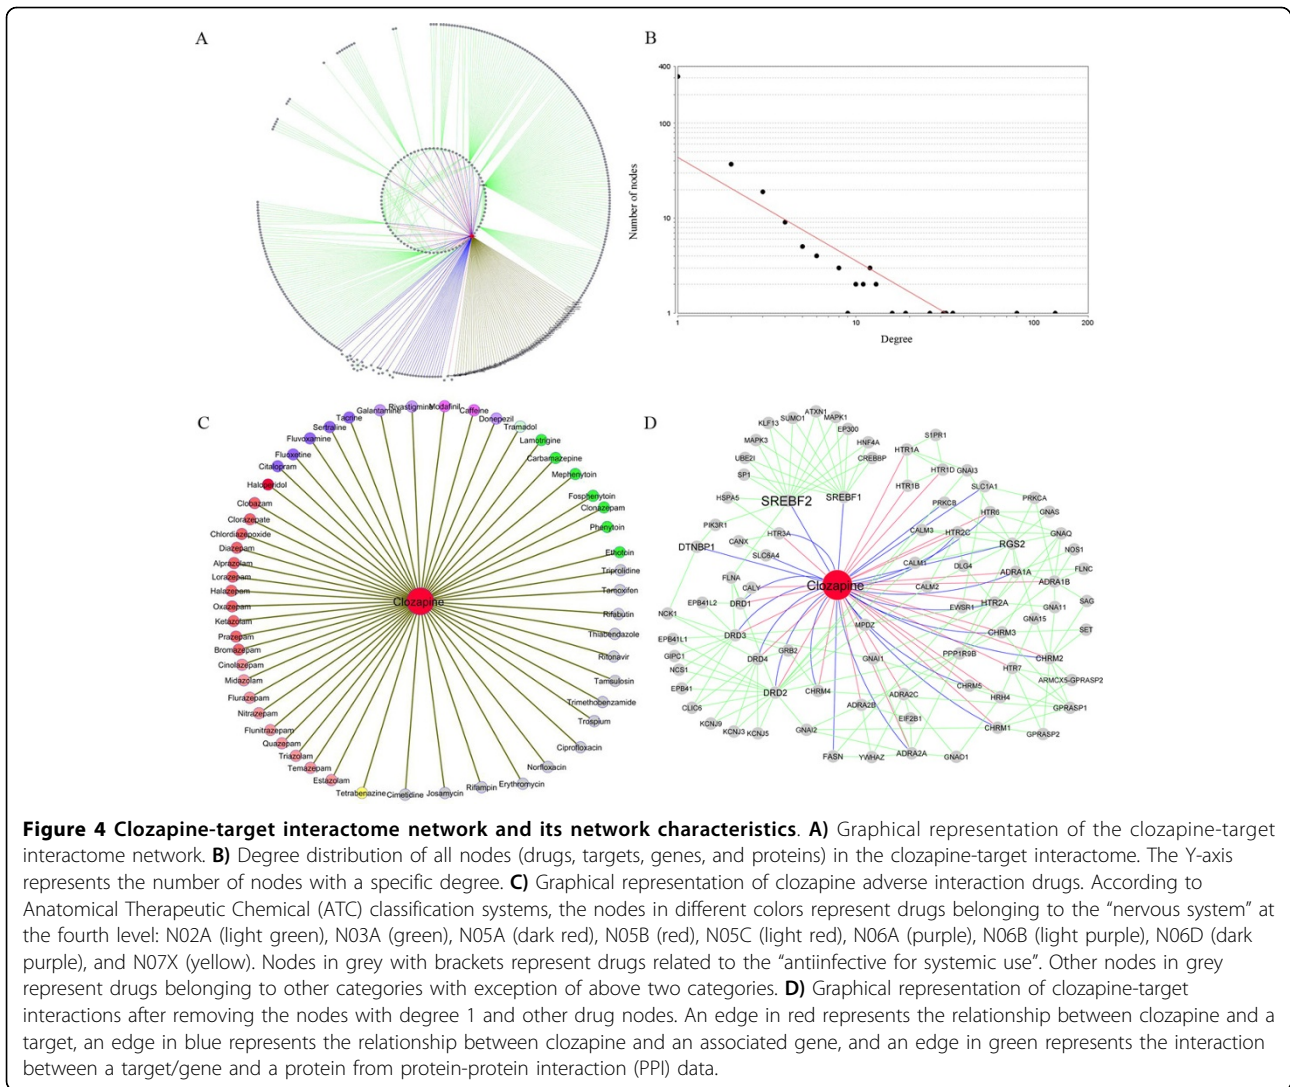 A
B
400
100
10
1
1
10
100
200
Number of nodes
Degree
C
Galantamine
Rivastigmine
Modafinil
Caffeine
Donepezil
Tacrine
Tramadol
Sertraline
Lamotrigine
Fluvoxamine
Carbamazepine
Fluoxetine
Mephenytoin
Citalopram
Haloperidol
Fosphenytoin
Clobazam
Clonazepam
Clorazepate
Phenytoin
Chlordiazepoxide
Diazepam
Ethotoin
Alprazolam
Triprolidine
Lorazepam
Tamoxifen
Halazepam
Clozapine
Oxazepam
Rifabutin
Ketazolam
Thiabendazole
Prazepam
Bromazepam
Ritonavir
Cinolazepam
Midazolam
Tamsulosin
Flurazepam
Trimethobenzamide
Nitrazepam
Trospium
Flunitrazepam
Quazepam
Ciprofloxacin
Triazolam
Temazepam
Norfloxacin
Estazolam
Erythromycin
Tetrabenazine
Cimetidine
Josamycin
Rifampin
D
ATXN1
SUMO1
MAPK1
KLF13
EP300
MAPK3
HNF4A
S1PR1
UBE2I
CREBBP
HTR1A
SP1
HTR1D
GNAI3
HSPA5
SREBF2
SREBF1
HTR1B
SLC1A1
PRKCB
PRKCA
HTR6
GNAS
PIK3R1
HTR3A
CALM3
HTR2C
GNAQ
DTNBP1
CANX
RGS2
NOS1
SLC6A4
CALM1
DLG4
ADRA1A
FLNC
FLNA
CALY
Clozapine
CALM2
ADRA1B
EPB41L2
DRD1
EWSR1
HTR2A
SAG
NCK1
GNA11
GNA15
EPB41L1
DRD3
MPDZ
CHRM3
SET
GIPC1
DRD4
GRB2
GNAI1
PPP1R9B
CHRM2
NCS1
HTR7
ARMCX5-GPRASP2
EPB41
DRD2
CHRM4
ADRA2C
CHRM5
HRH4
CLIC6
ADRA2B
GPRASP1
KCNJ9
EIF2B1
CHRM1
KCNJ3
KCNJ5
GNAI2
GPRASP2
FASN
YWHAZ
ADRA2A
GNAO1
Figure 4 Clozapine-target interactome network and its network characteristics. A) Graphical representation of the clozapine-target
interactome network. B) Degree distribution of all nodes (drugs, targets, genes, and proteins) in the clozapine-target interactome. The Y-axis
represents the number of nodes with a specific degree. C) Graphical representation of clozapine adverse interaction drugs. According to
Anatomical Therapeutic Chemical (ATC) classification systems, the nodes in different colors represent drugs belonging to the “nervous system” at
the fourth level: N02A (light green), N03A (green), N05A (dark red), N05B (red), N05C (light red), N06A (purple), N06B (light purple), N06D (dark
purple), and N07X (yellow). Nodes in grey with brackets represent drugs related to the “antiinfective for systemic use”. Other nodes in grey
represent drugs belonging to other categories with exception of above two categories. D) Graphical representation of clozapine-target
interactions after removing the nodes with degree 1 and other drug nodes. An edge in red represents the relationship between clozapine and a
target, an edge in blue represents the relationship between clozapine and an associated gene, and an edge in green represents the interaction
between a target/gene and a protein from protein-protein interaction (PPI) data.